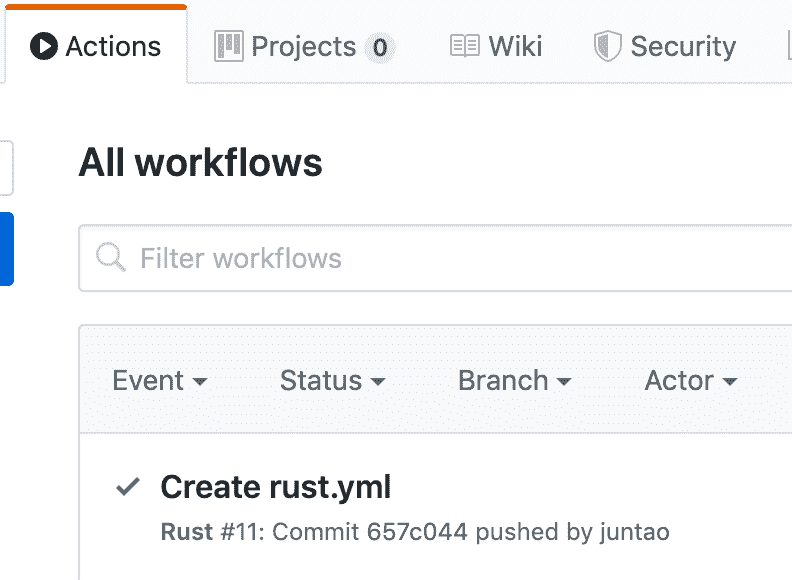 Actions Projects 0 Wiki Security
All workflows
Filter workflows
Event Status Branch Actor
Create rust.yml
Rust #11: Commit 657c044 pushed by juntao